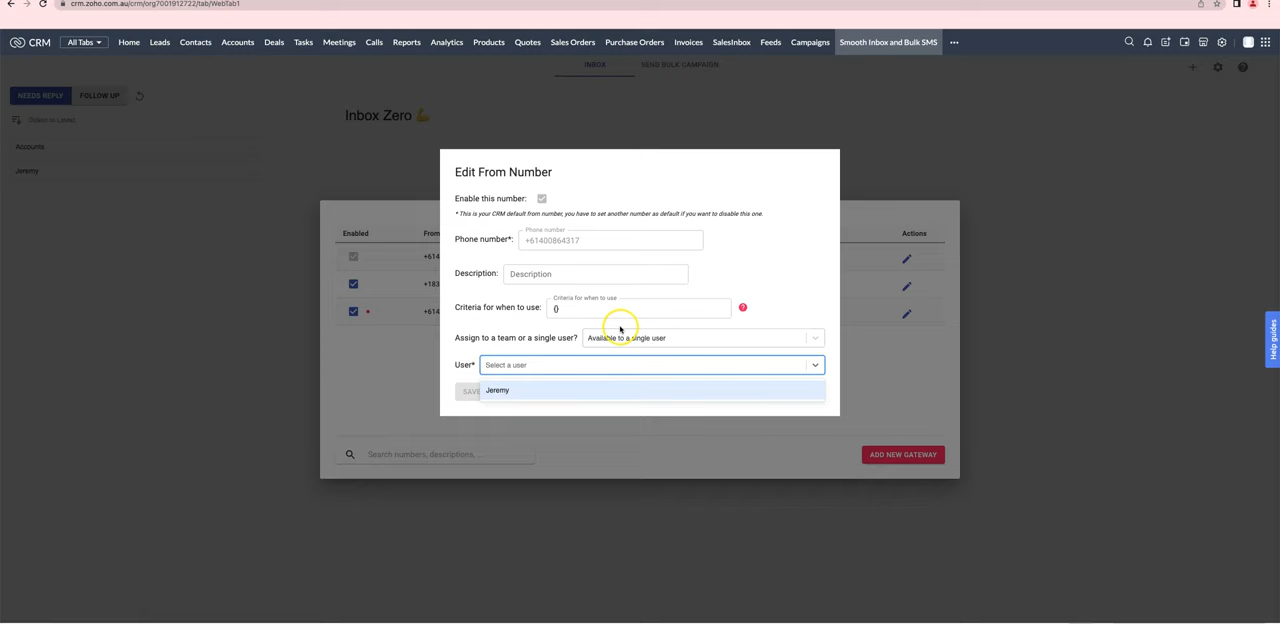 crm.zoho.com.au/crm/org7001912722/tab/WebTab1
CRM All Tabs Home Leads Contacts Accounts Deals Tasks Meetings Calls Reports Analytics Products Quotes Sales Orders Purchase Orders Invoices SalesInbox Feeds Campaigns Smooth Inbox and Bulk SMS
INBOX SEND BULK CAMPAIGN
NEEDS REPLY FOLLOW UP
Oldest to Latest
Inbox Zero 💪
Accounts
Jeremy
Edit From Number
Enable this number:
* This is your CRM default from number, you have to set another number as default if you want to disable this one.
Enabled From Actions
Phone number*: Phone number +61400864317
+614
Description: Description
+183
Criteria for when to use: Criteria for when to use {} ?
+614
Assign to a team or a single user? Available to a single user
User* Select a user
SAVE Jeremy
Search numbers, descriptions, ...
ADD NEW GATEWAY
Help guides